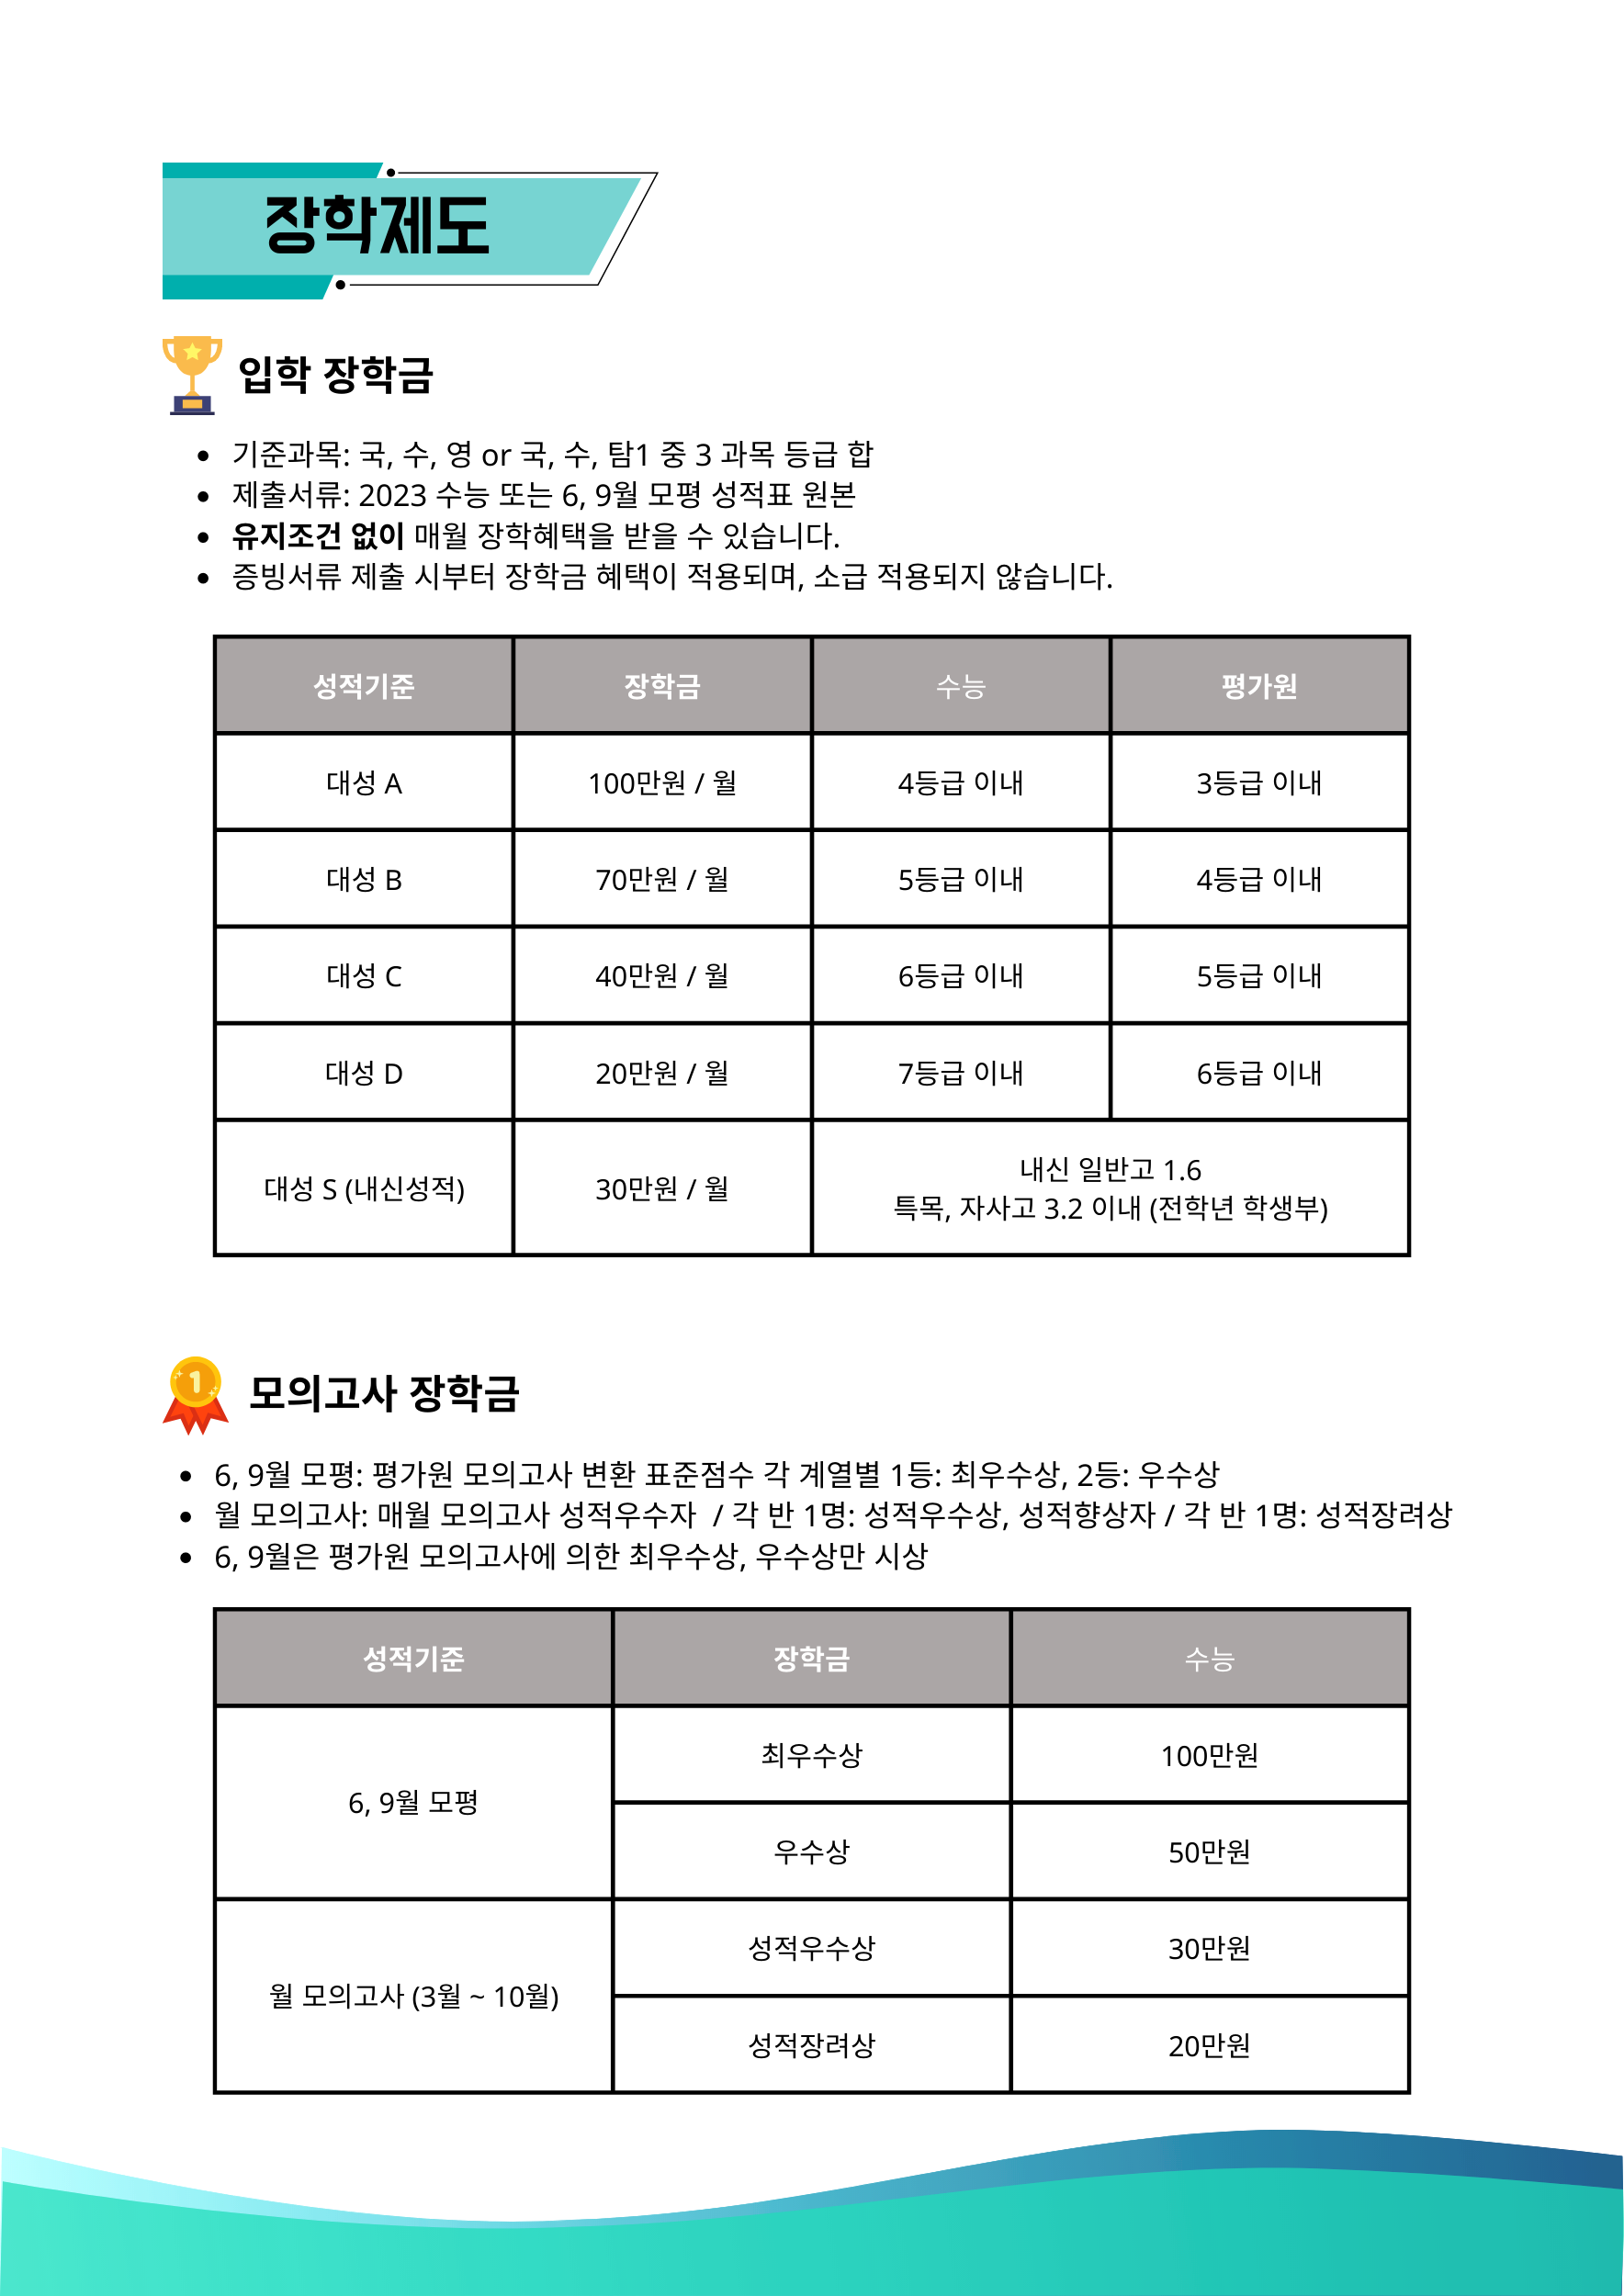 장학제도
입학 장학금
• 기준과목: 국, 수, 영 or 국, 수, 탐1 중 3 과목 등급 합
• 제출서류: 2023 수능 또는 6, 9월 모평 성적표 원본
• 유지조건 없이 매월 장학혜택을 받을 수 있습니다.
• 증빙서류 제출 시부터 장학금 혜택이 적용되며, 소급 적용되지 않습니다.
성적기준 장학금 수능 평가원
대성 A 100만원 / 월 4등급 이내 3등급 이내
대성 B 70만원 / 월 5등급 이내 4등급 이내
대성 C 40만원 / 월 6등급 이내 5등급 이내
대성 D 20만원 / 월 7등급 이내 6등급 이내
대성 S (내신성적) 30만원 / 월 내신 일반고 1.6
특목, 자사고 3.2 이내 (전학년 학생부)
1
모의고사 장학금
• 6, 9월 모평: 평가원 모의고사 변환 표준점수 각 계열별 1등: 최우수상, 2등: 우수상
• 월 모의고사: 매월 모의고사 성적우수자 / 각 반 1명: 성적우수상, 성적향상자 / 각 반 1명: 성적장려상
• 6, 9월은 평가원 모의고사에 의한 최우수상, 우수상만 시상
성적기준 장학금 수능
6, 9월 모평 최우수상 100만원
우수상 50만원
월 모의고사 (3월 ~ 10월) 성적우수상 30만원
성적장려상 20만원